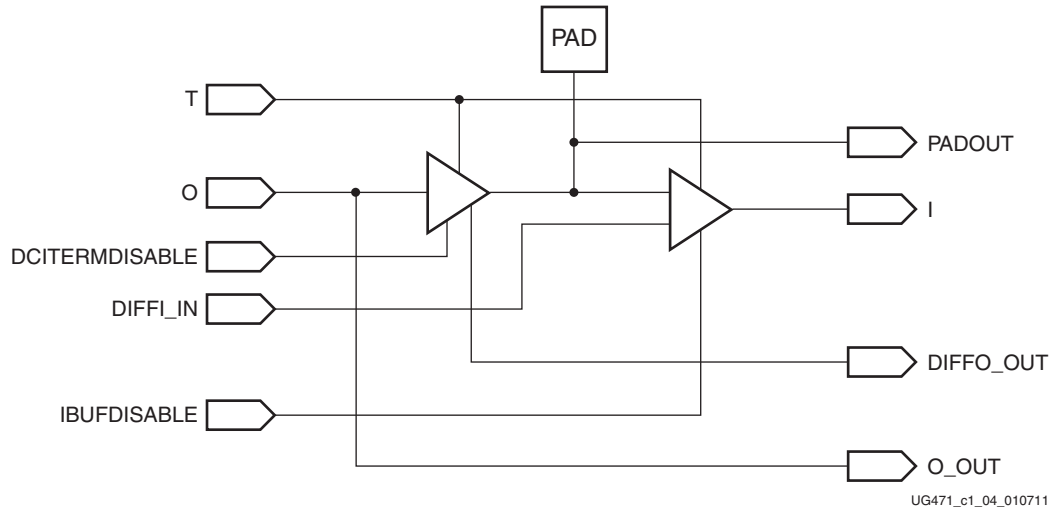 PAD
T
PADOUT
O
I
DCITERMDISABLE
DIFFI_IN
DIFFO_OUT
IBUFDISABLE
O_OUT
UG471_c1_04_010711